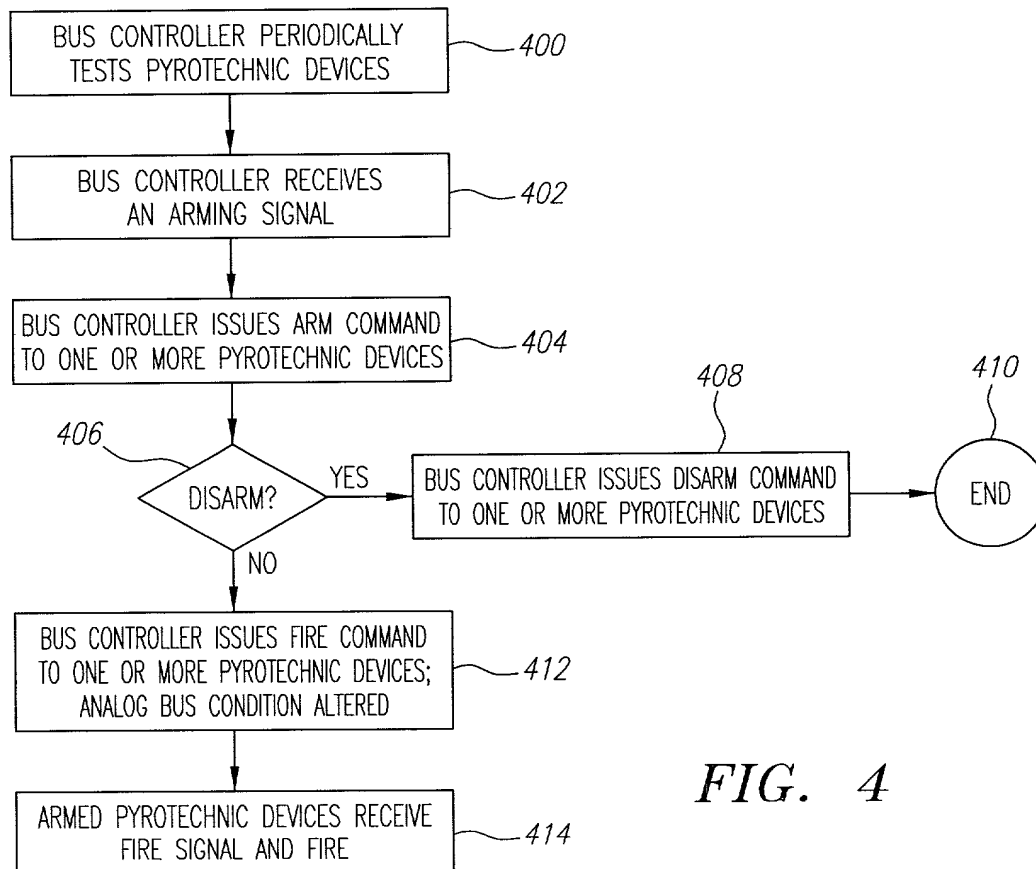 BUS CONTROLLER PERIODICALLY
TESTS PYROTECHNIC DEVICES
400
BUS CONTROLLER RECEIVES
AN ARMING SIGNAL
402
BUS CONTROLLER ISSUES ARM COMMAND
TO ONE OR MORE PYROTECHNIC DEVICES
404
406
DISARM?
YES
408
BUS CONTROLLER ISSUES DISARM COMMAND
TO ONE OR MORE PYROTECHNIC DEVICES
410
END
NO
BUS CONTROLLER ISSUES FIRE COMMAND
TO ONE OR MORE PYROTECHNIC DEVICES;
ANALOG BUS CONDITION ALTERED
412
ARMED PYROTECHNIC DEVICES RECEIVE
FIRE SIGNAL AND FIRE
414
FIG. 4